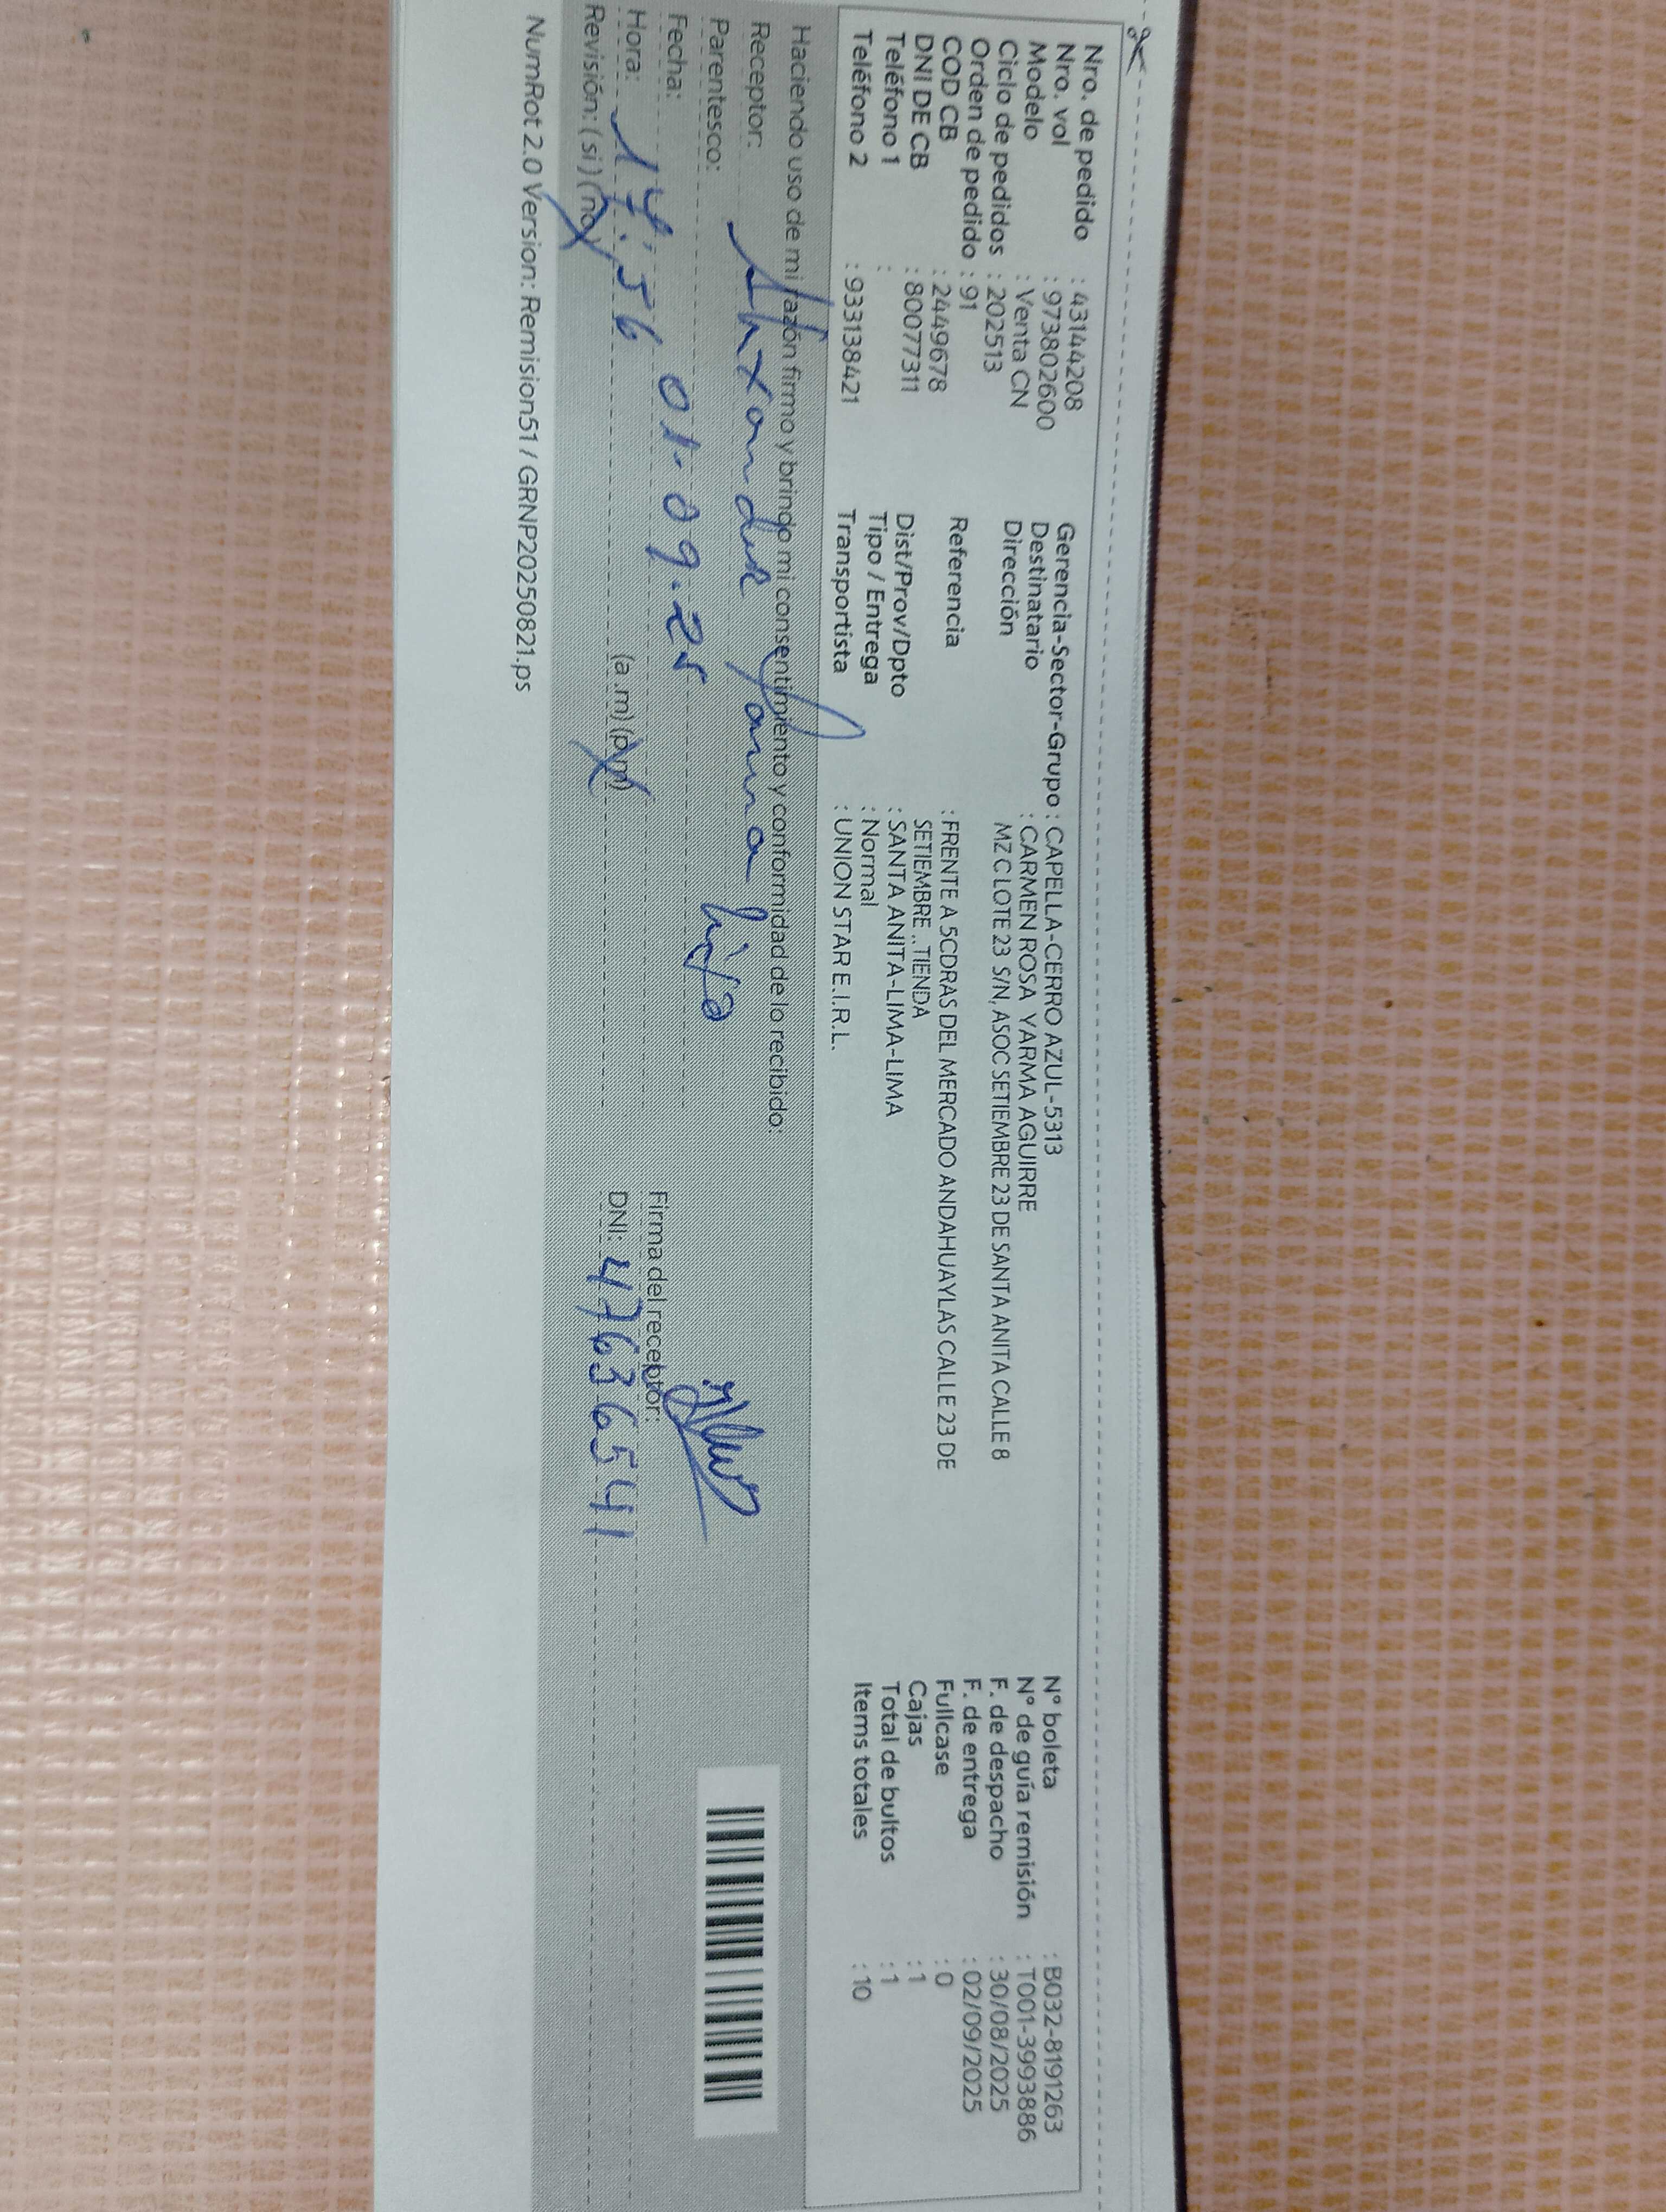 Nro. de pedido : 43144208
Nro. vol : 973802600
Modelo : Venta CN
Ciclo de pedidos : 202513
Orden de pedido : 91
COD CB : 2449678
DNI DE CB : 80077311
Teléfono 1 :
Teléfono 2 : 933138421
Gerencia-Sector-Grupo : CAPELLA-CERRO AZUL-5313
Destinatario : CARMEN ROSA YARMA AGUIRRE
Dirección MZ C LOTE 23 S/N, ASOC SETIEMBRE 23 DE SANTA ANITA CALLE 8
Referencia : FRENTE A 5CDRAS DEL MERCADO ANDAHUAYLAS CALLE 23 DE
SETIEMBRE ..TIENDA
Dist/Prov/Dpto : SANTA ANITA-LIMA-LIMA
Tipo / Entrega : Normal
Transportista : UNION STAR E.I.R.L.
N° boleta : B032-8191263
N° de guía remisión : T001-3993886
F. de despacho : 30/08/2025
F. de entrega : 02/09/2025
Fullcase : 0
Cajas : 1
Total de bultos : 1
Items totales : 10
Haciendo uso de mi razón firmo y brindo mi consentimiento y conformidad de lo recibido:
Receptor:
Parentesco:
Fecha: 01.09.25
Hora: 14:56 (a.m) (p.m)
Revisión: (si) (no)
Firma del receptor:
DNI: 47636541
NumRot 2.0 Version: Remision51 / GRNP20250821.ps